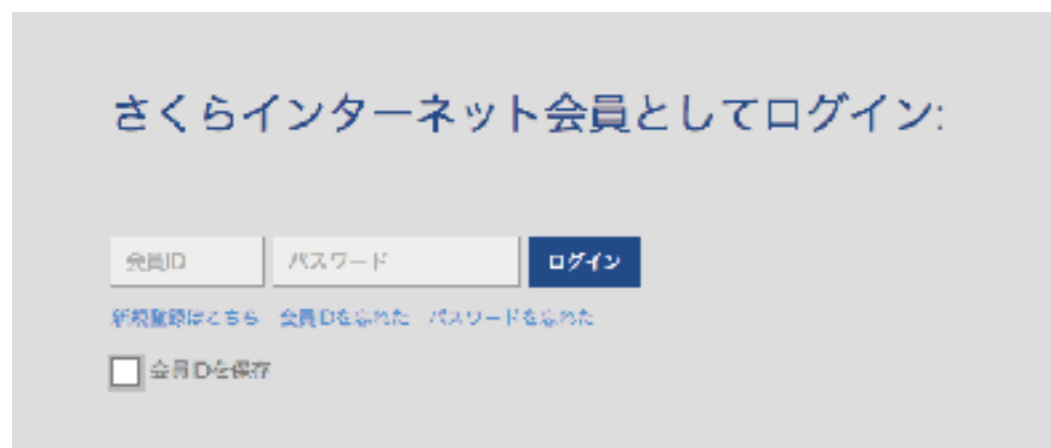 さくらインターネット会員としてログイン:
会員ID パスワード ログイン
新規登録はこちら 会員IDを忘れた パスワードを忘れた
会員IDを保存